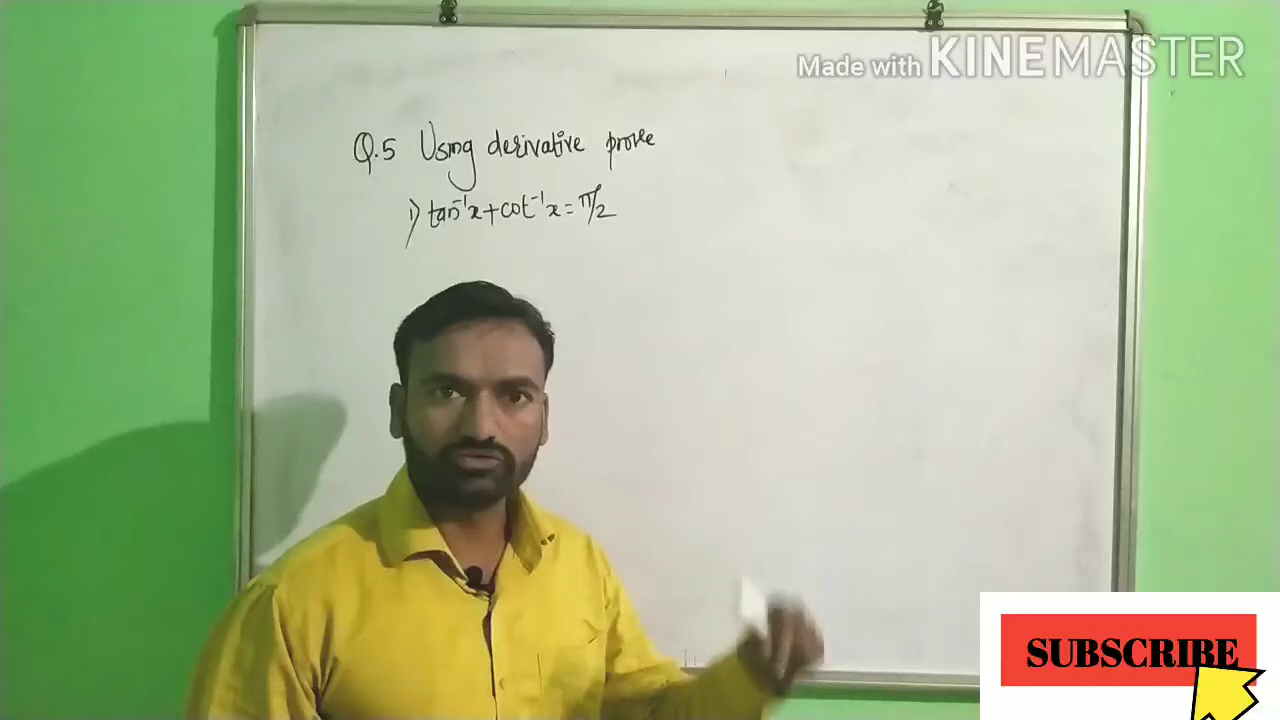 Made with KINEMASTER
Q.5 Using derivative prove
1) tan⁻¹x+cot⁻¹x=π/2
SUBSCRIBE